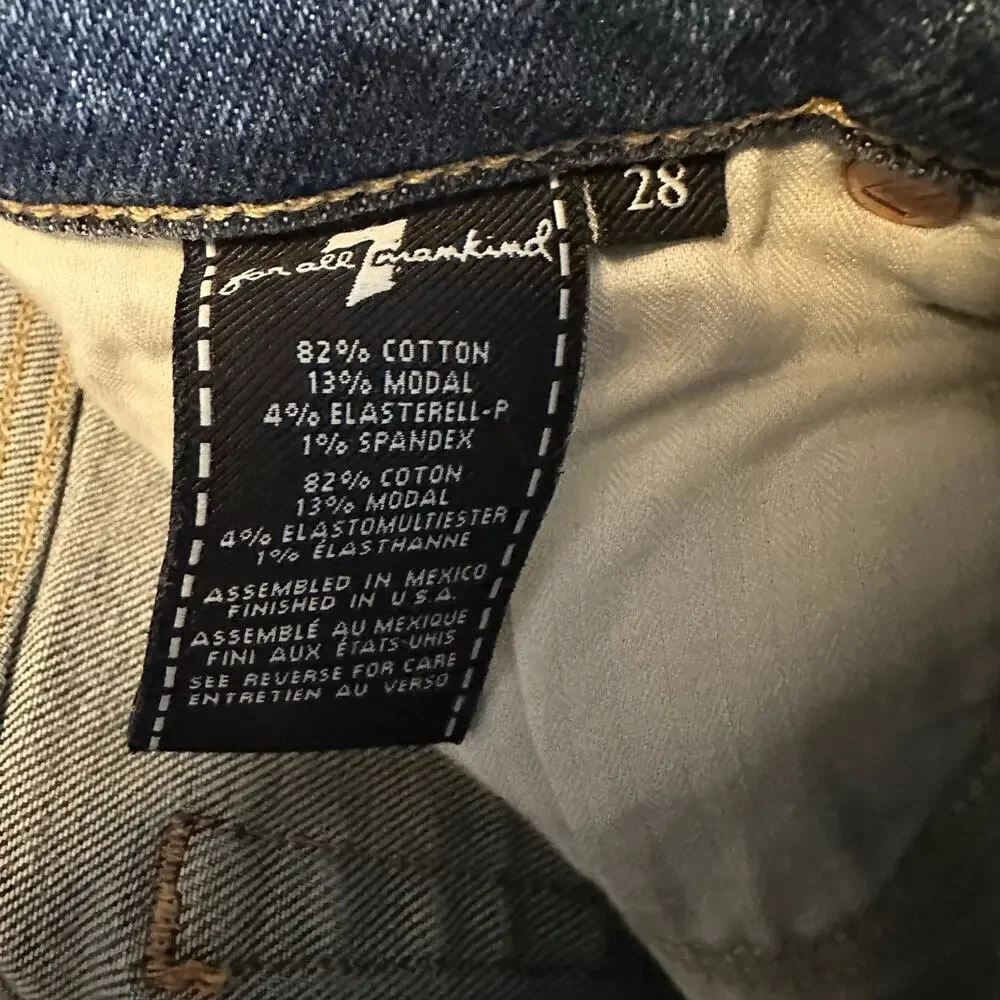 for all 7 mankind
28
82% COTTON
13% MODAL
4% ELASTERELL-P
1% SPANDEX
82% COTON
13% MODAL
4% ELASTOMULTIESTER
1% ÉLASTHANNE
ASSEMBLED IN MEXICO
FINISHED IN U.S.A.
ASSEMBLÉ AU MEXIQUE
FINI AUX ÉTATS-UHIS
SEE REVERSE FOR CARE
ENTRETIEN AU VERSO